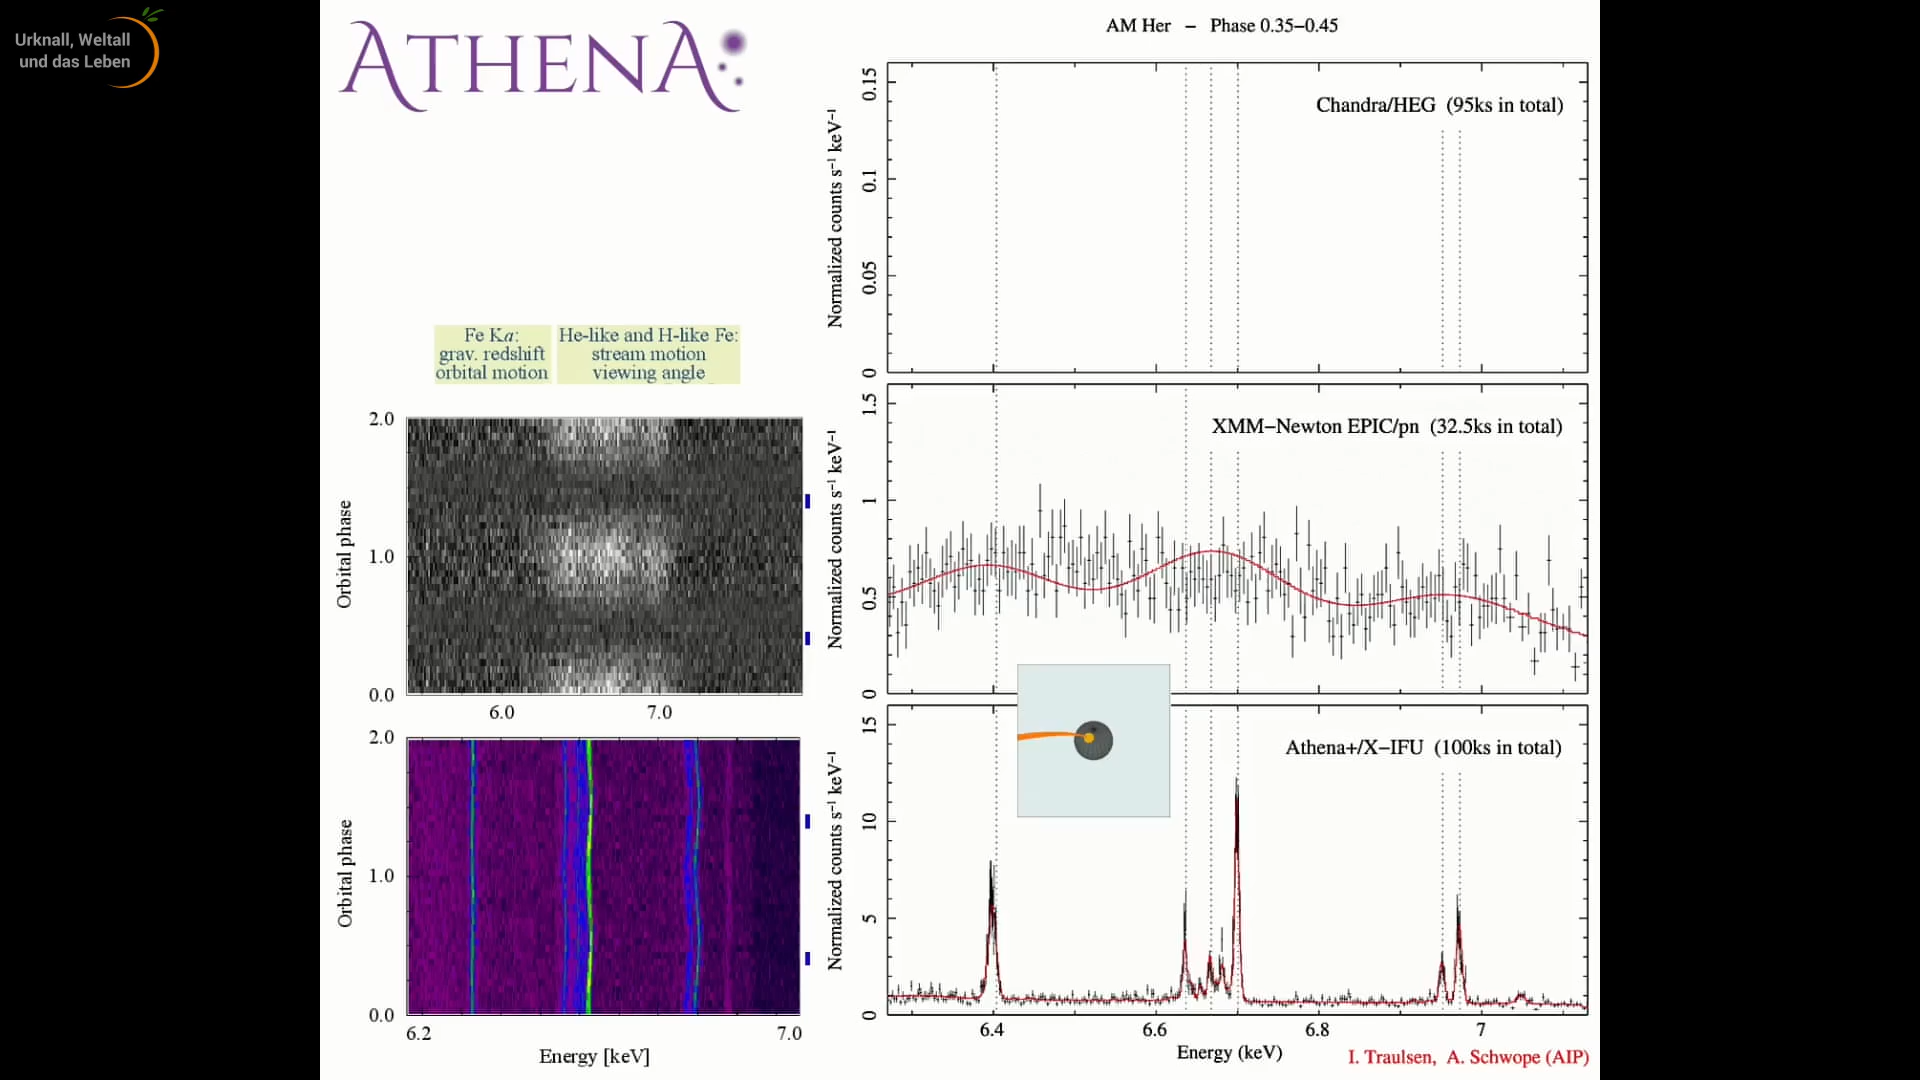 Urknall, Weltall
und das Leben
ATHENA
AM Her – Phase 0.35–0.45
Chandra/HEG (95ks in total)
Normalized counts s⁻¹ keV⁻¹
0.15
0.1
0.05
0
Fe Kα:
grav. redshift
orbital motion
He-like and H-like Fe:
stream motion
viewing angle
XMM–Newton EPIC/pn (32.5ks in total)
Normalized counts s⁻¹ keV⁻¹
1.5
1
0.5
0
Orbital phase
2.0
1.0
0.0
6.0 7.0
Athena+/X–IFU (100ks in total)
Normalized counts s⁻¹ keV⁻¹
15
10
5
0
6.4 6.6 6.8 7
Energy (keV)
Orbital phase
2.0
1.0
0.0
6.2 7.0
Energy [keV]
I. Traulsen, A. Schwope (AIP)